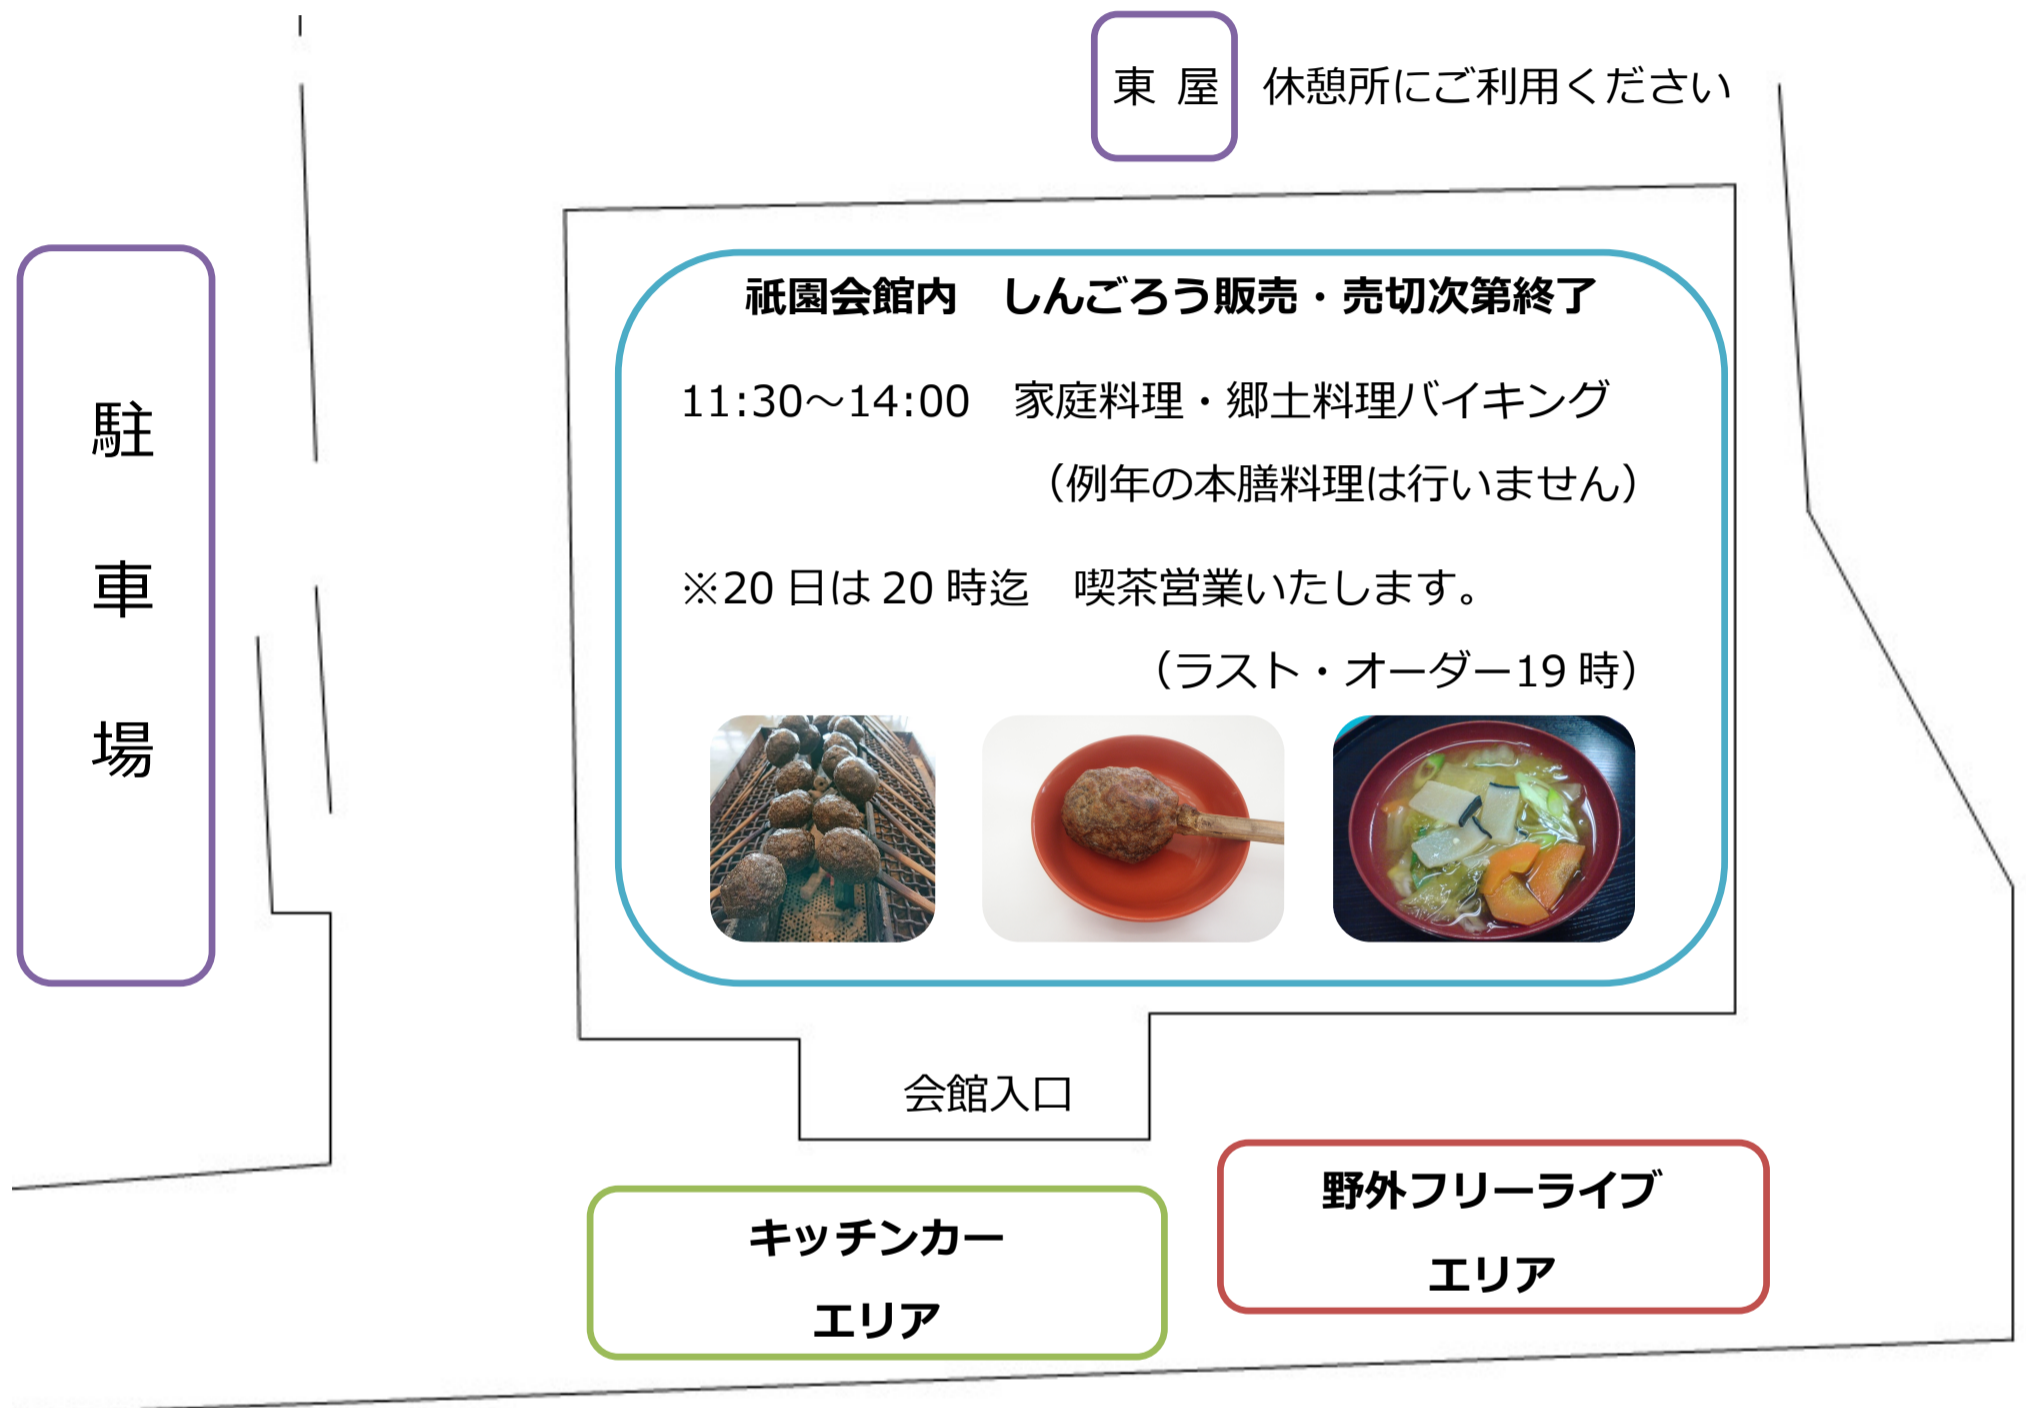 東 屋 休憩所にご利用ください
祇園会館内 しんごろう販売・売切次第終了
11:30～14:00 家庭料理・郷土料理バイキング
（例年の本膳料理は行いません）
※20日は20時迄 喫茶営業いたします。
（ラスト・オーダー19時）
駐車場
会館入口
キッチンカー
エリア
野外フリーライブ
エリア